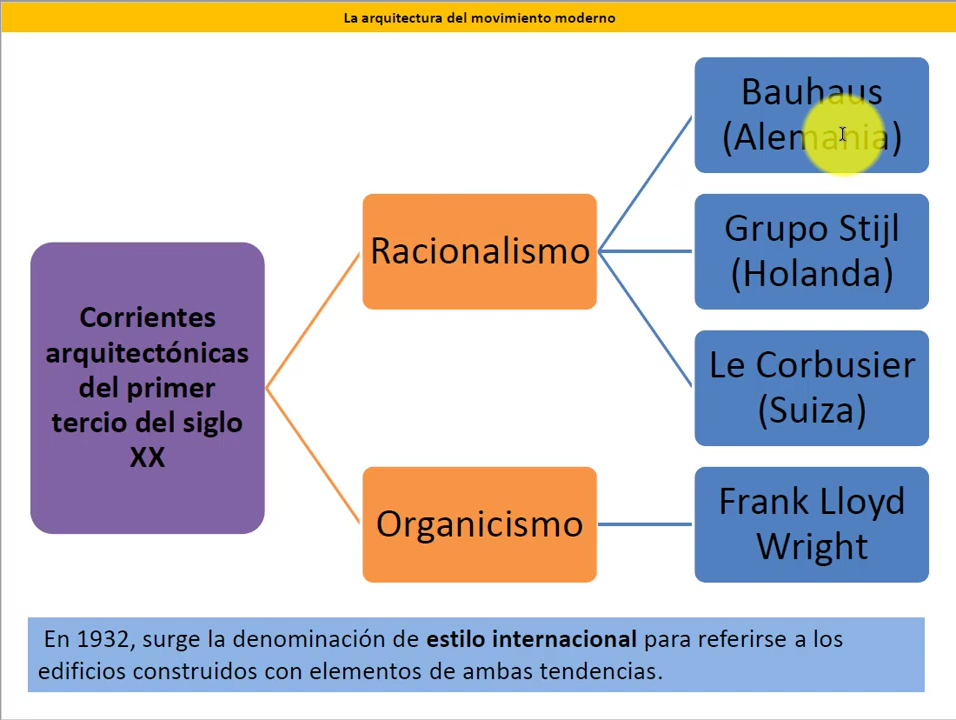 La arquitectura del movimiento moderno
Corrientes
arquitectónicas
del primer
tercio del siglo
XX
Racionalismo
Organicismo
Bauhaus
(Alemania)
Grupo Stijl
(Holanda)
Le Corbusier
(Suiza)
Frank Lloyd
Wright
En 1932, surge la denominación de estilo internacional para referirse a los
edificios construidos con elementos de ambas tendencias.